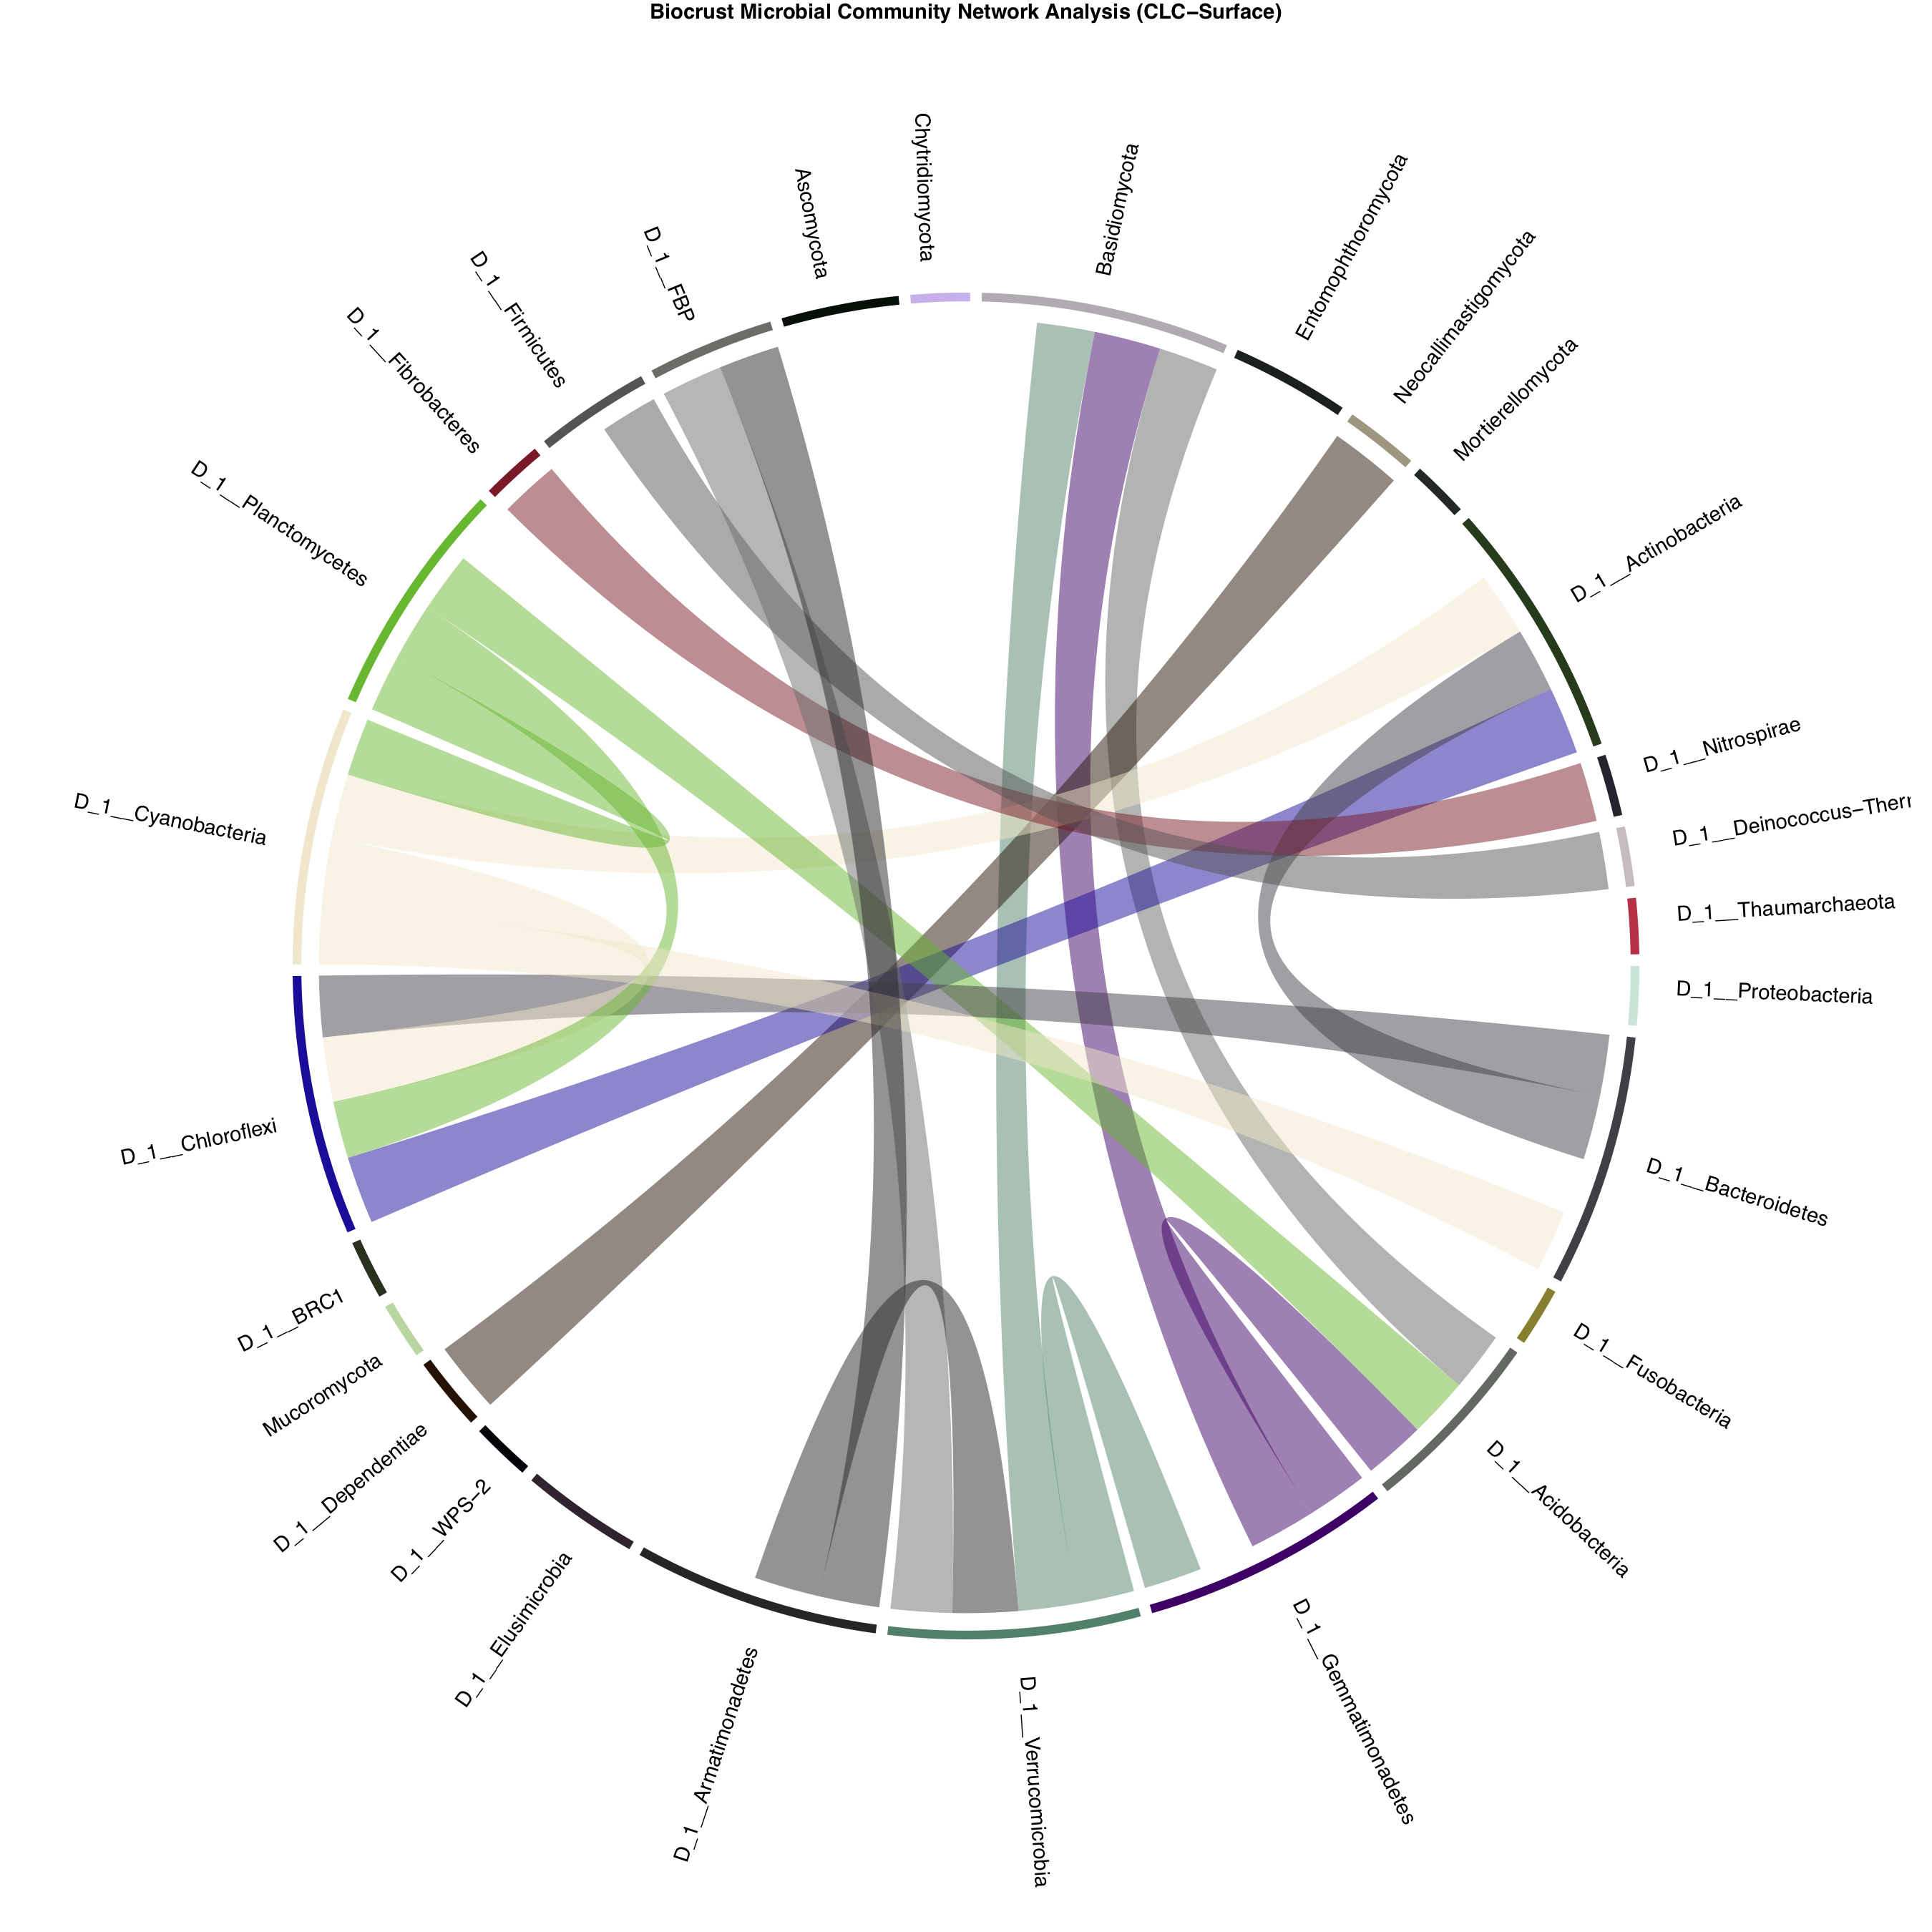 Biocrust Microbial Community Network Analysis (CLC−Surface)
Chytridiomycota
Basidiomycota
Entomophthoromycota
Neocallimastigomycota
Mortierellomycota
D_1__Actinobacteria
D_1__Nitrospirae
D_1__Deinococcus−Ther
D_1__Thaumarchaeota
D_1__Proteobacteria
D_1__Bacteroidetes
D_1__Fusobacteria
D_1__Acidobacteria
D_1__Gemmatimonadetes
D_1__Verrucomicrobia
D_1__Armatimonadetes
D_1__Elusimicrobia
D_1__WPS−2
D_1__Dependentiae
Mucoromycota
D_1__BRC1
D_1__Chloroflexi
D_1__Cyanobacteria
D_1__Planctomycetes
D_1__Fibrobacteres
D_1__Firmicutes
D_1__FBP
Ascomycota